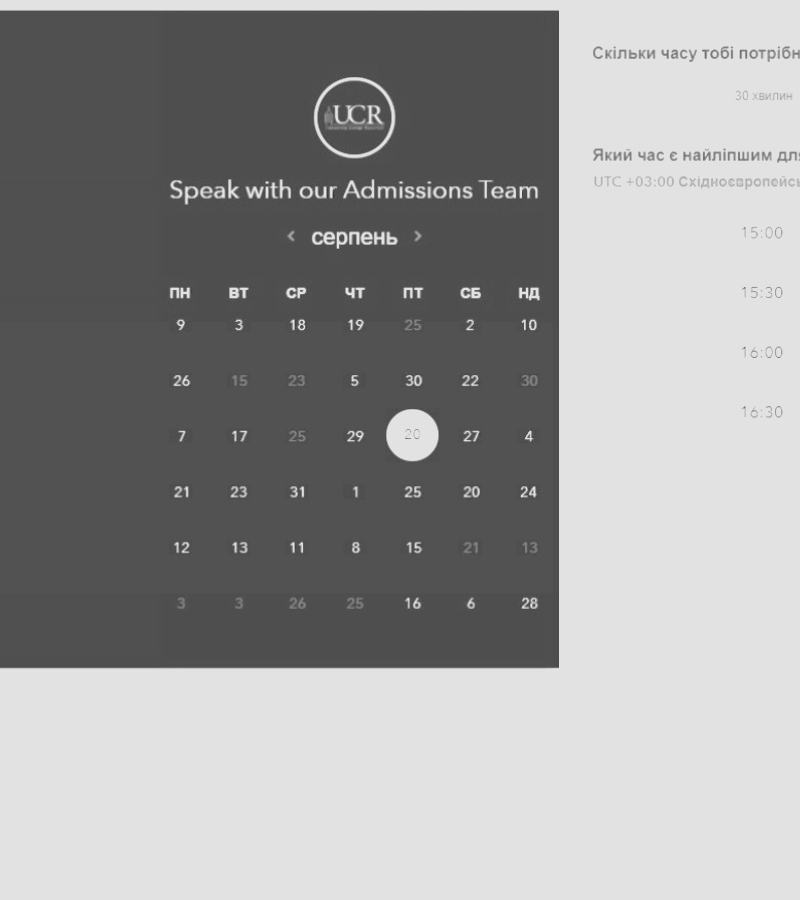 UCR
Speak with our Admissions Team
серпень
ПН ВТ СР ЧТ ПТ СБ НД
9 3 18 19 25 2 10
26 15 23 5 30 22 30
7 17 25 29 20 27 4
21 23 31 1 25 20 24
12 13 11 8 15 21 13
3 3 26 25 16 6 28
Скільки часу тобі потрібн
30 хвилин
Який час є найліпшим для
UTC +03:00 Східноєвропейсь
15:00
15:30
16:00
16:30